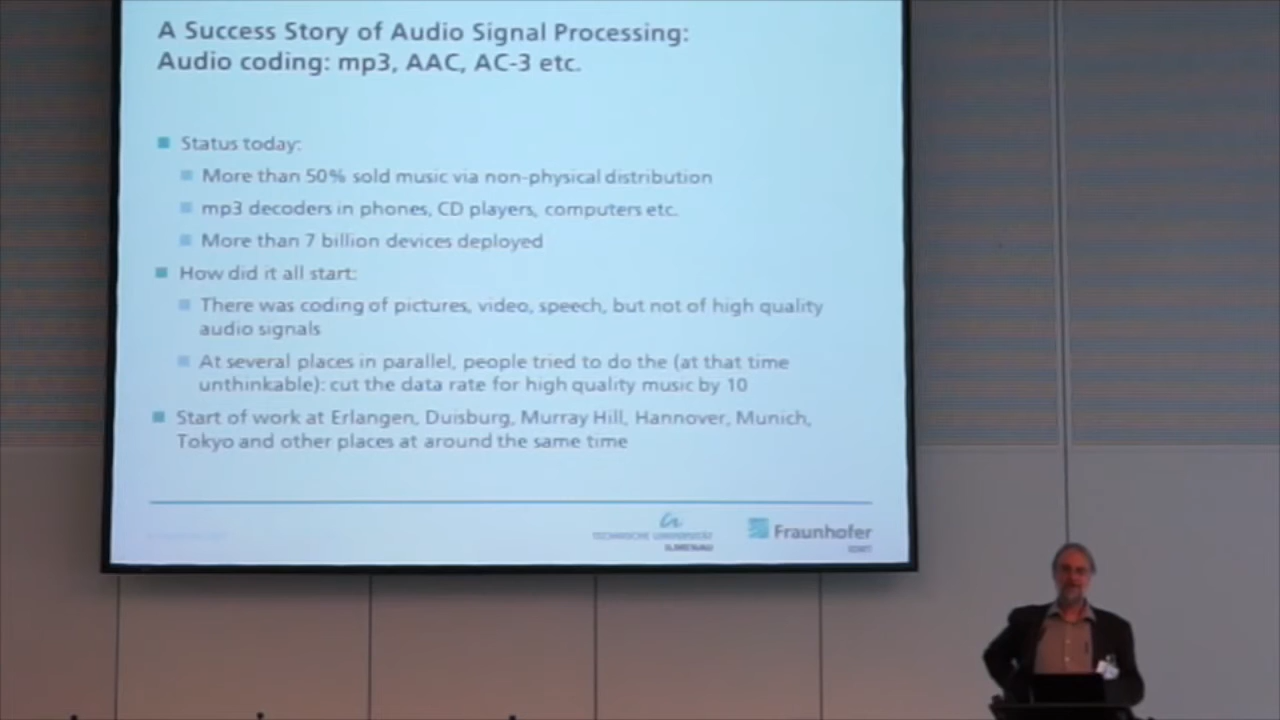 A Success Story of Audio Signal Processing:
Audio coding: mp3, AAC, AC-3 etc.
Status today:
More than 50% sold music via non-physical distribution
mp3 decoders in phones, CD players, computers etc.
More than 7 billion devices deployed
How did it all start:
There was coding of pictures, video, speech, but not of high quality
audio signals
At several places in parallel, people tried to do the (at that time
unthinkable): cut the data rate for high quality music by 10
Start of work at Erlangen, Duisburg, Murray Hill, Hannover, Munich,
Tokyo and other places at around the same time
TECHNISCHE UNIVERSITÄT
ILMENAU
Fraunhofer
IDMT